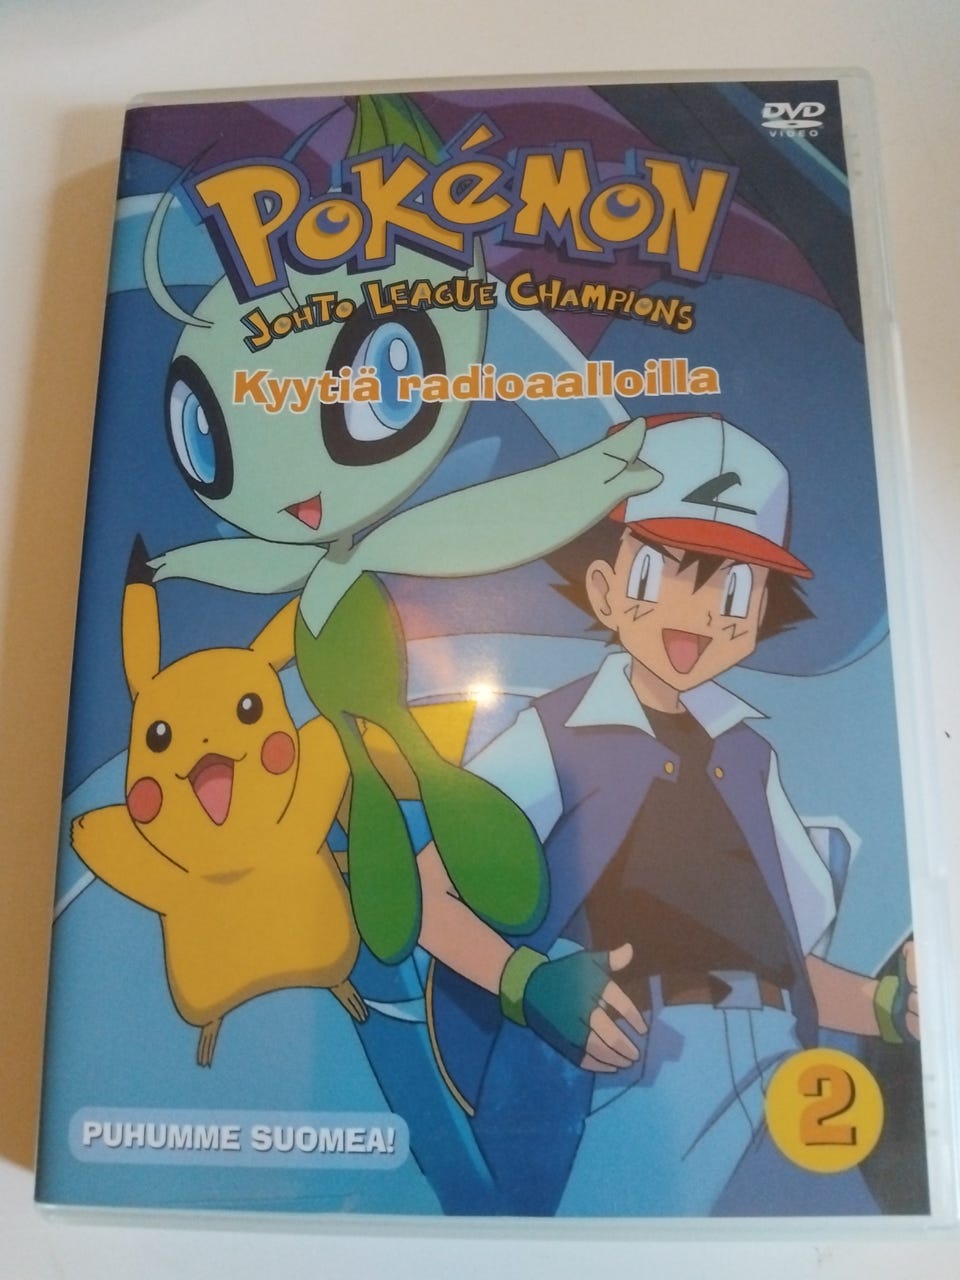 DVD
VIDEO
POKéMON
JOHTO LEAGUE CHAMPIONS
Kyytiä radioaalloilla
PUHUMME SUOMEA!
2